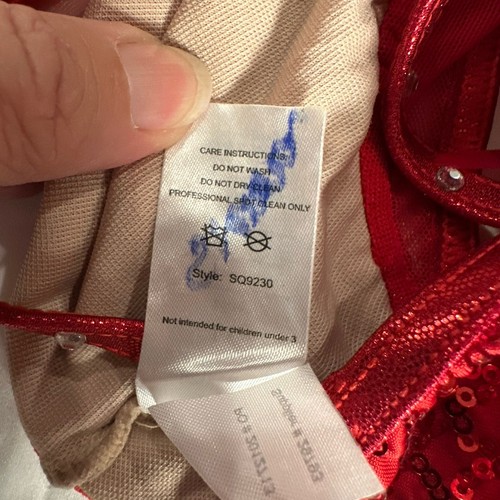 CARE INSTRUCTIONS:
DO NOT WASH
DO NOT DRY CLEAN
PROFESSIONAL SPOT CLEAN ONLY
Style: SQ9230
Not intended for children under 3